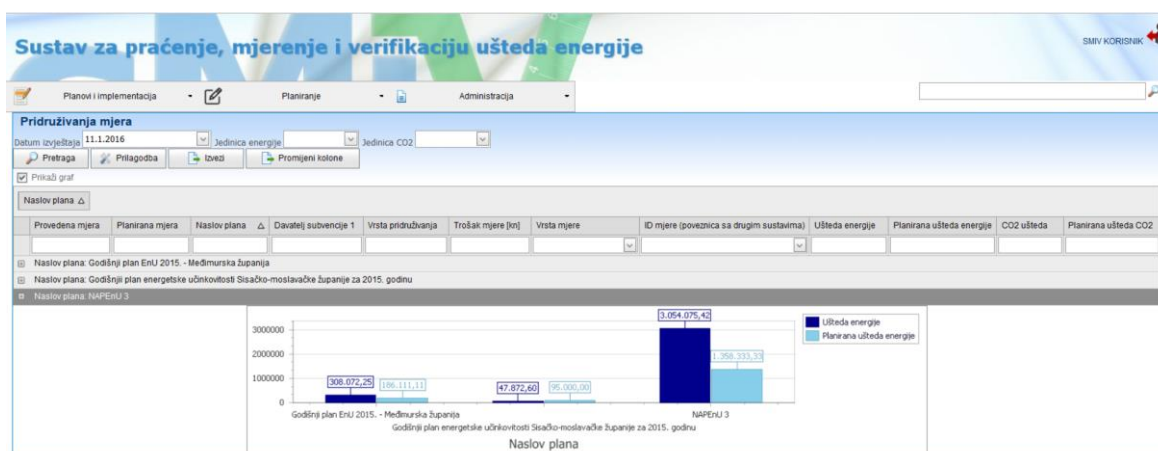 Sustav za praćenje, mjerenje i verifikaciju ušteda energije
SMIV KORISNIK
Planovi i implementacija Planiranje Administracija
Pridruživanja mjera
Datum izvještaja 11.1.2016 Jedinica energije Jedinica CO2
Pretraga Prilagodba Izvezi Promijeni kolone
Prikaži graf
Naslov plana
Provedena mjera Planirana mjera Naslov plana Davatelj subvencije 1 Vrsta pridruživanja Trošak mjere [kn] Vrsta mjere ID mjere (poveznica sa drugim sustavima) Ušteda energije Planirana ušteda energije CO2 ušteda Planirana ušteda CO2
Naslov plana: Godišnji plan EnU 2015. - Međimurska županija
Naslov plana: Godišnjii plan energetske učinkovitosti Sisačko-moslavačke županije za 2015. godinu
Naslov plana: NAPEnU 3
3.054.075,42
Ušteda energije
3000000
Planirana ušteda energije
2000000
1.358.333,33
1000000
308.072,25 186.111,11 47.872,60 95.000,00
0
Godišnji plan EnU 2015. - Međimurska županija NAPEnU 3
Godišnjii plan energetske učinkovitosti Sisačko-moslavačke županije za 2015. godinu
Naslov plana